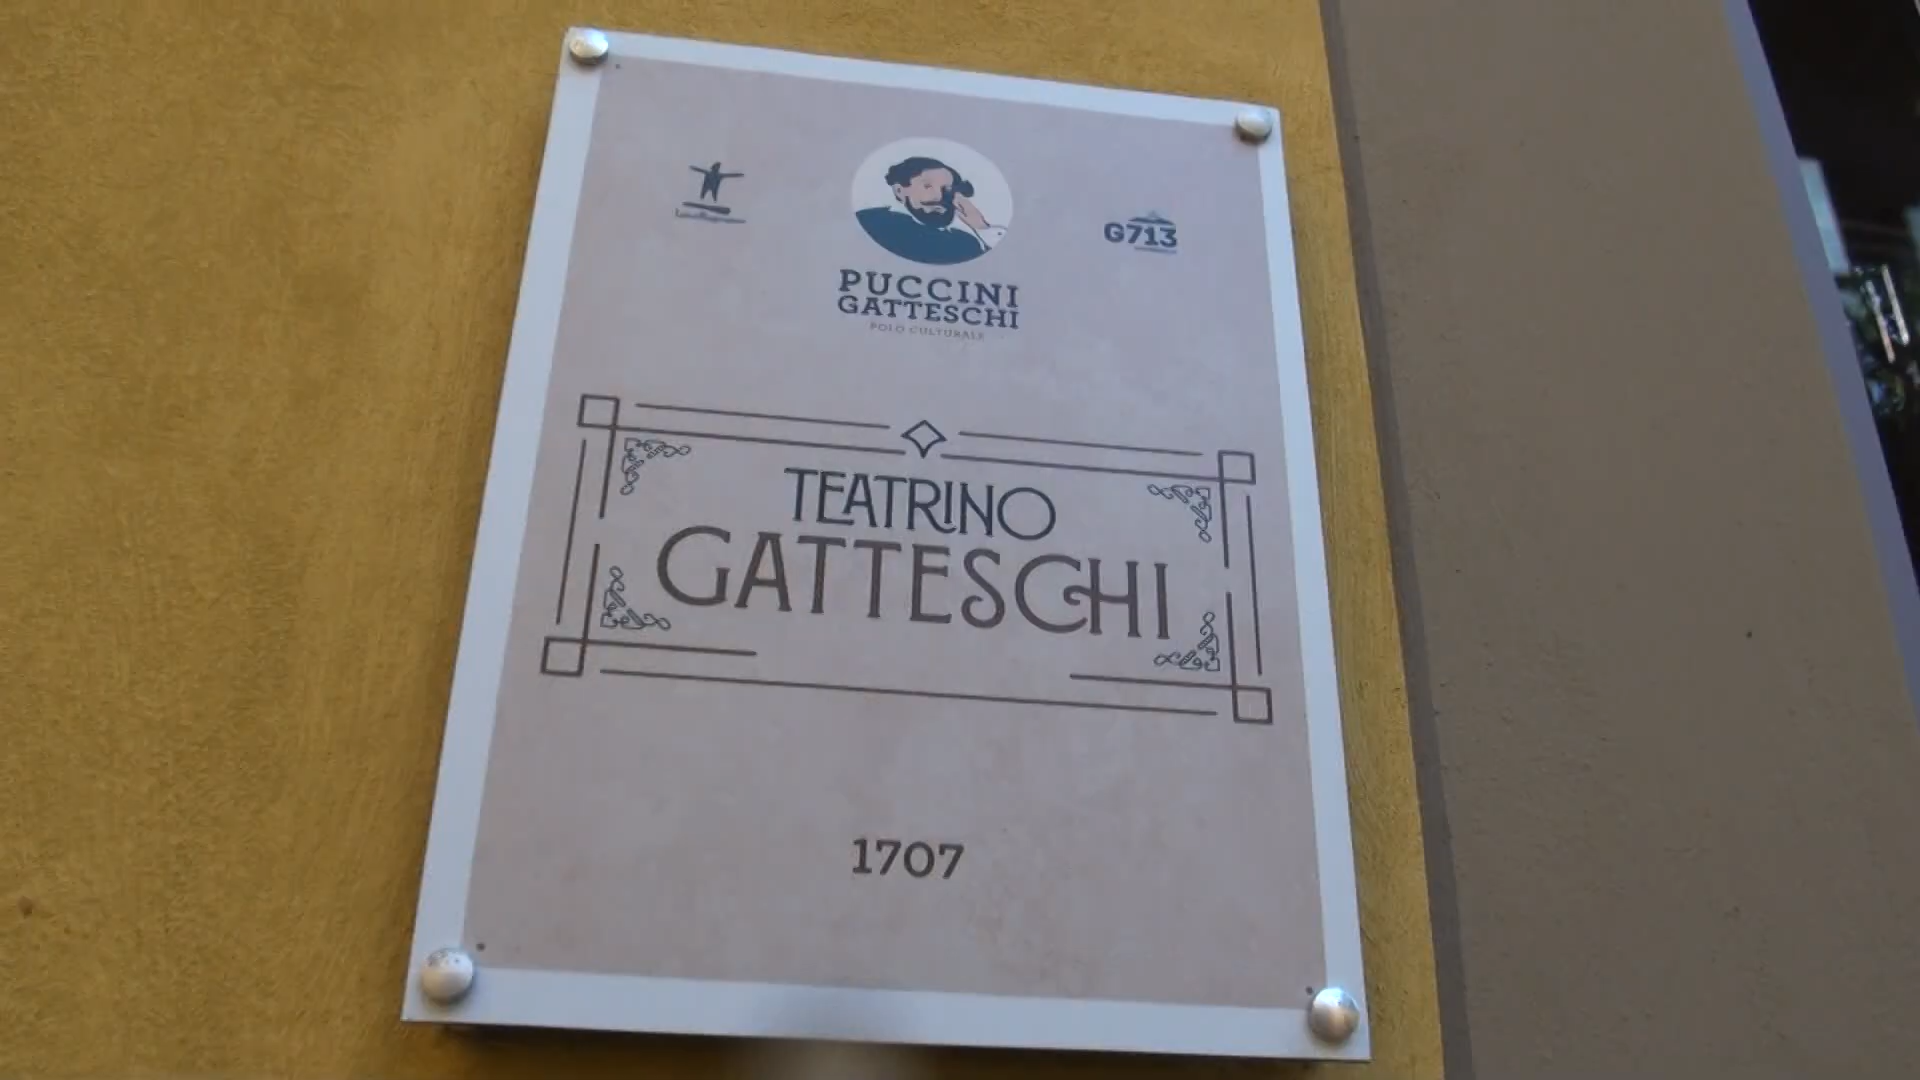 G713
PUCCINI
GATTESCHI
POLO CULTURALE
TEATRINO
GATTESCHI
1707